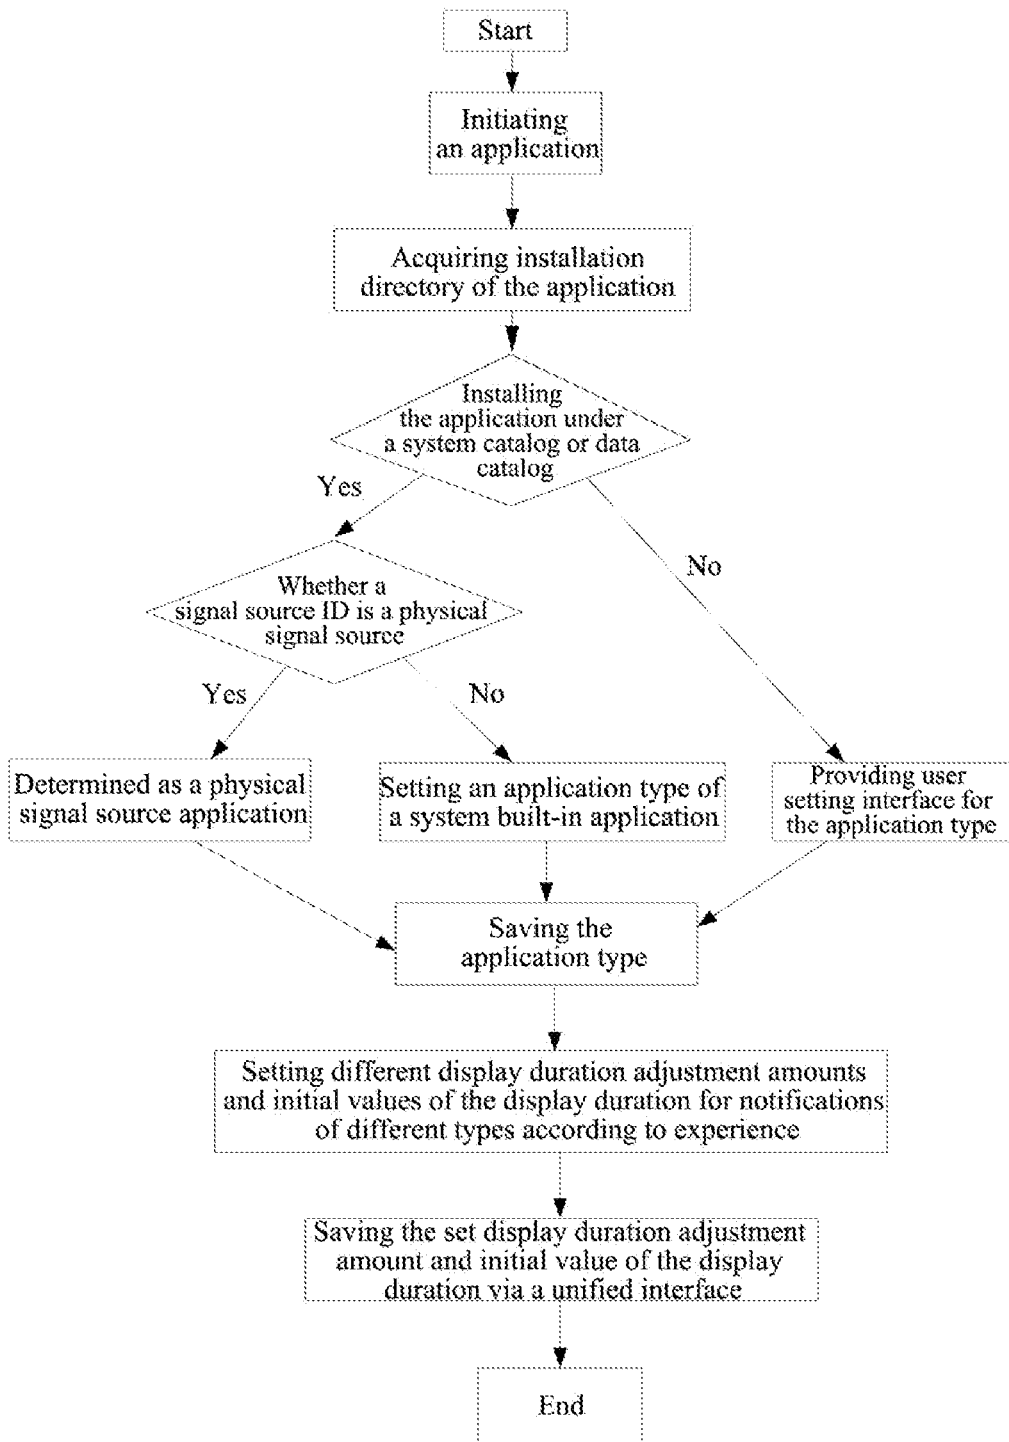 Start
Initiating
an application
Acquiring installation
directory of the application
Installing
the application under
a system catalog or data
catalog
Yes
No
Whether a
signal source ID is a physical
signal source
Yes
No
Determined as a physical
signal source application
Setting an application type of
a system built-in application
Providing user
setting interface for
the application type
Saving the
application type
Setting different display duration adjustment amounts
and initial values of the display duration for notifications
of different types according to experience
Saving the set display duration adjustment
amount and initial value of the display
duration via a unified interface
End